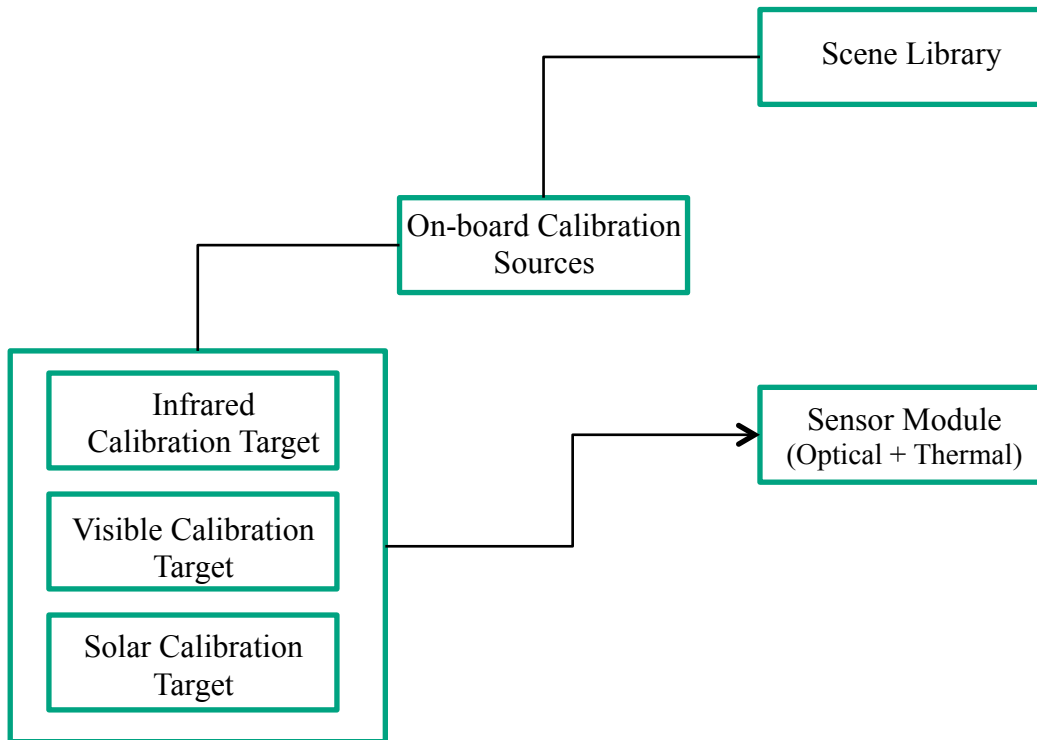 Scene Library
On-board Calibration
Sources
Infrared
Calibration Target
Visible Calibration
Target
Solar Calibration
Target
Sensor Module
(Optical + Thermal)